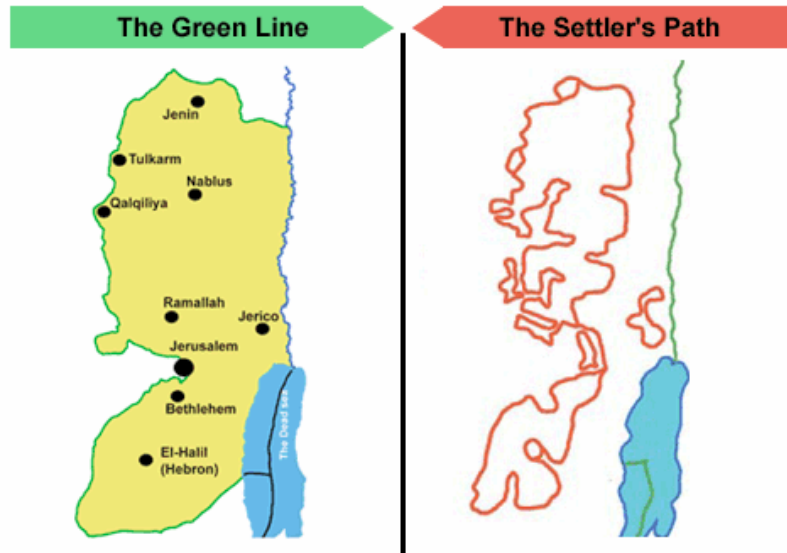 The Green Line
The Settler's Path
Jenin
Tulkarm
Nablus
Qalqiliya
Ramallah
Jerico
Jerusalem
Bethlehem
The Dead sea
El-Halil
(Hebron)